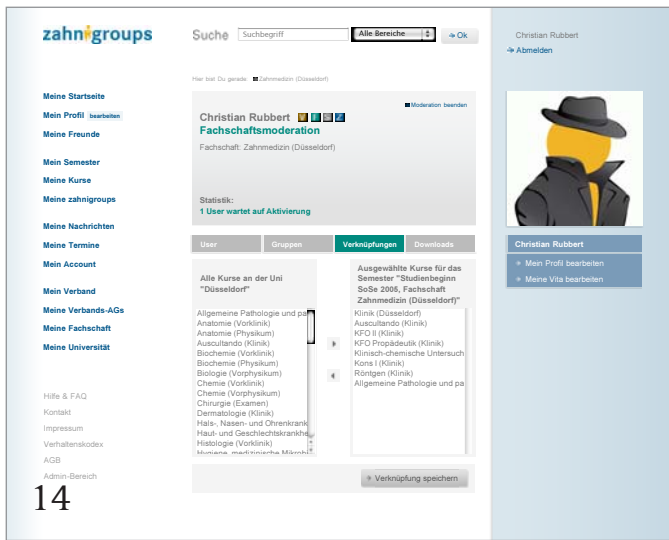 zahnigroups
Suche Suchbegriff Alle Bereiche Ok
Christian Rubbert
Abmelden
Hier bist Du gerade: Zahnmedizin (Düsseldorf)
Meine Startseite
Mein Profil bearbeiten
Meine Freunde
Mein Semester
Meine Kurse
Meine zahnigroups
Meine Nachrichten
Meine Termine
Mein Account
Mein Verband
Meine Verbands-AGs
Meine Fachschaft
Meine Universität
Hilfe & FAQ
Kontakt
Impressum
Verhaltenskodex
AGB
Admin-Bereich
14
Moderation beenden
Christian Rubbert V I S Z
Fachschaftsmoderation
Fachschaft: Zahnmedizin (Düsseldorf)
Statistik:
1 User wartet auf Aktivierung
User Gruppen Verknüpfungen Downloads
Alle Kurse an der Uni
"Düsseldorf"
Allgemeine Pathologie und pa
Anatomie (Vorklinik)
Anatomie (Physikum)
Auscultando (Klinik)
Biochemie (Vorklinik)
Biochemie (Physikum)
Biologie (Vorphysikum)
Chemie (Vorklinik)
Chemie (Vorphysikum)
Chirurgie (Examen)
Dermatologie (Klinik)
Hals-, Nasen- und Ohrenkrank
Haut- und Geschlechtskrankhe
Histologie (Vorklinik)
Hygiene, medizinische Mikrobi
Ausgewählte Kurse für das
Semester "Studienbeginn
SoSe 2005, Fachschaft
Zahnmedizin (Düsseldorf)"
Klinik (Düsseldorf)
Auscultando (Klinik)
KFO II (Klinik)
KFO Propädeutik (Klinik)
Klinisch-chemische Untersuch
Kons I (Klinik)
Röntgen (Klinik)
Allgemeine Pathologie und pa
Verknüpfung speichern
Christian Rubbert
Mein Profil bearbeiten
Meine Vita bearbeiten